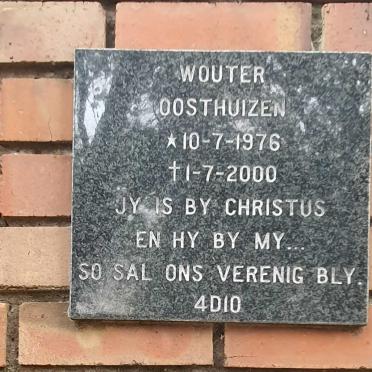 WOUTER
OOSTHUIZEN
★10-7-1976
†1-7-2000
JY IS BY CHRISTUS
EN HY BY MY...
SO SAL ONS VERENIG BLY.
4D10